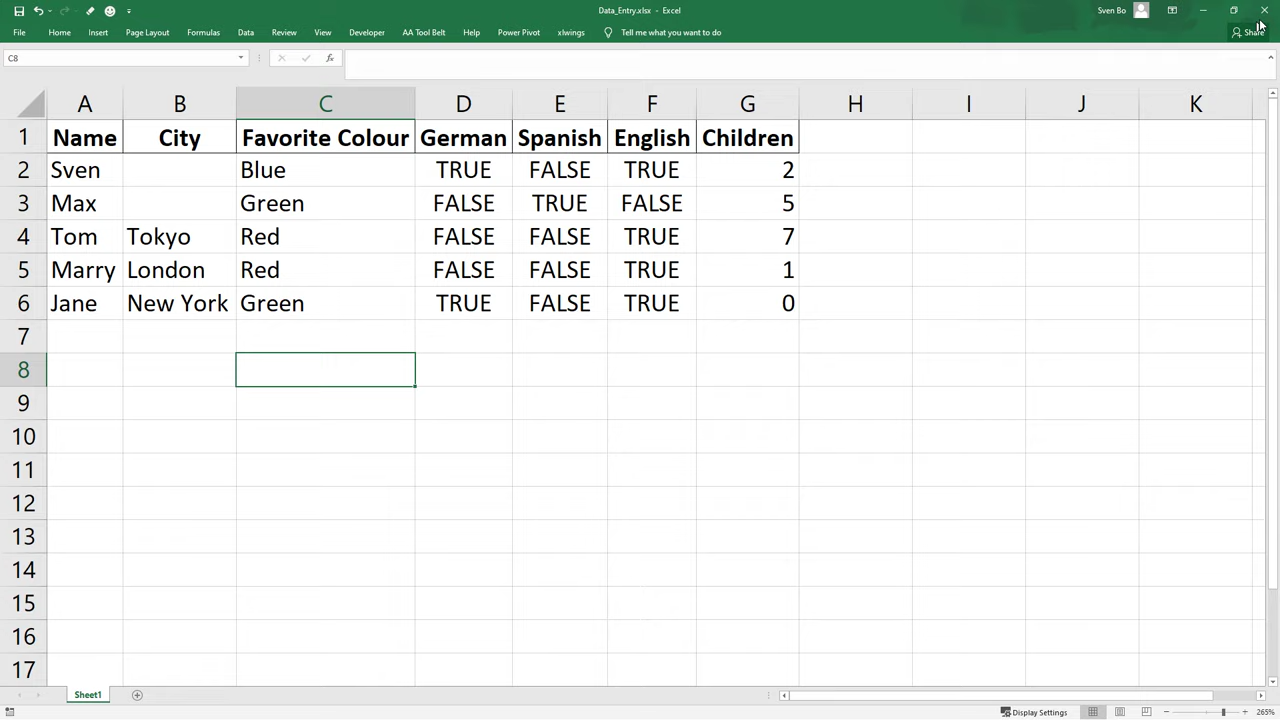 Data_Entry.xlsx - Excel
Sven Bo
File Home Insert Page Layout Formulas Data Review View Developer AA Tool Belt Help Power Pivot xlwings Tell me what you want to do
Share
C8 fx
A B C D E F G H I J K
1 Name City Favorite Colour German Spanish English Children
2 Sven Blue TRUE FALSE TRUE 2
3 Max Green FALSE TRUE FALSE 5
4 Tom Tokyo Red FALSE FALSE TRUE 7
5 Marry London Red FALSE FALSE TRUE 1
6 Jane New York Green TRUE FALSE TRUE 0
7
8
9
10
11
12
13
14
15
16
17
Sheet1
Display Settings
265%